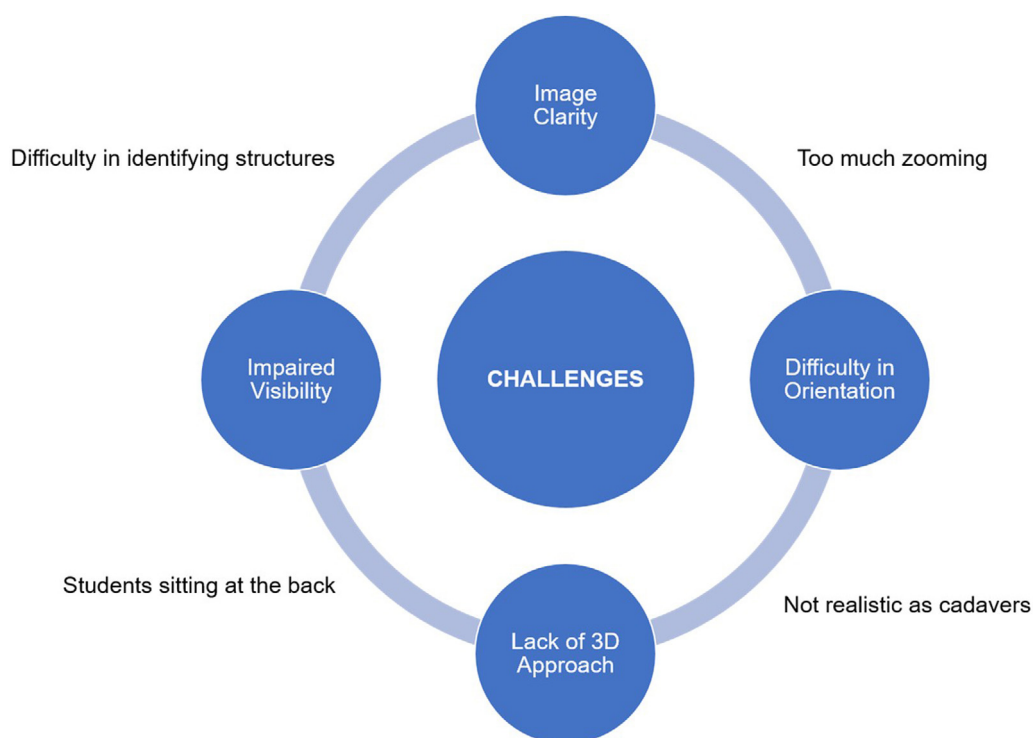 Image
Clarity
Difficulty in identifying structures
Too much zooming
Impaired
Visibility
CHALLENGES
Difficulty in
Orientation
Students sitting at the back
Not realistic as cadavers
Lack of 3D
Approach